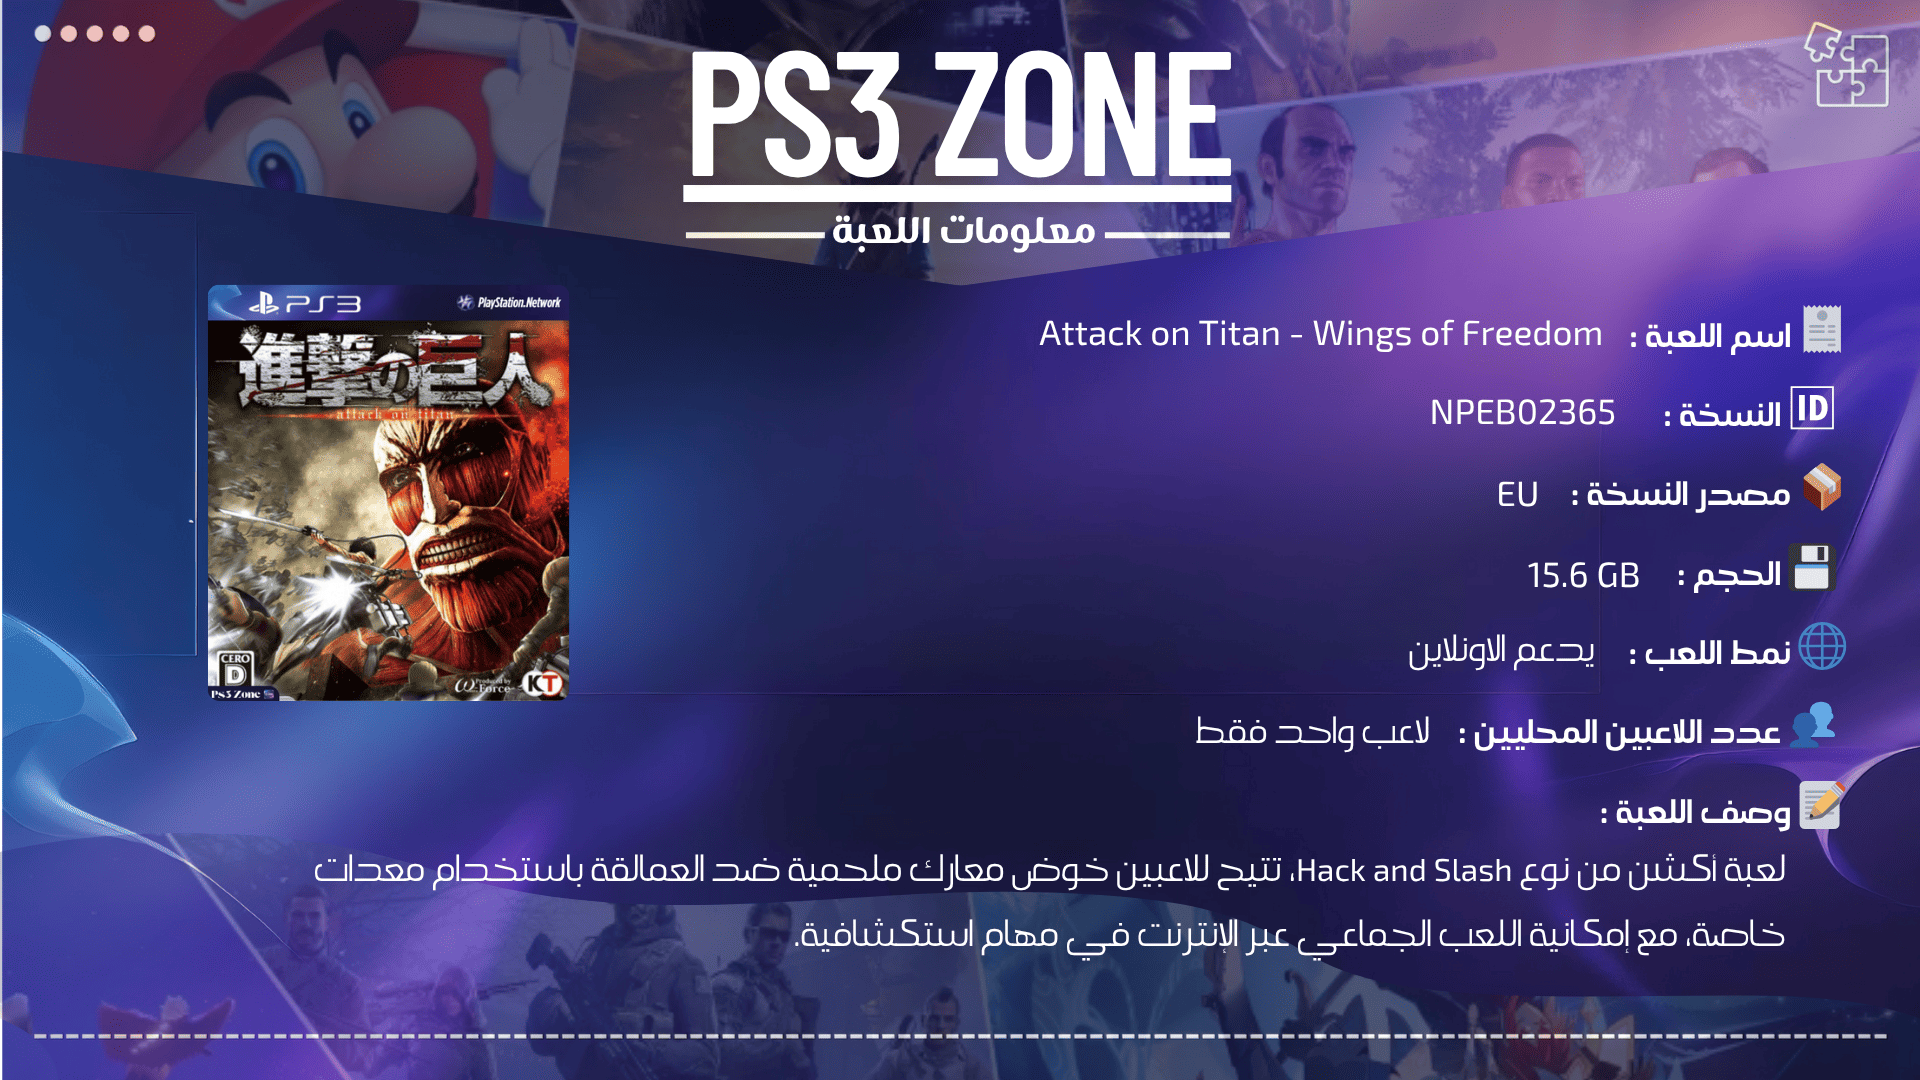 PS3 ZONE
معلومات اللعبة
PS3 PlayStation.Network
進撃の巨人
attack on titan
CERO
D
Ps3 Zone S
Produced by
ω-Force
KT
اسم اللعبة : Attack on Titan - Wings of Freedom
ID النسخة : NPEB02365
مصدر النسخة : EU
الحجم : 15.6 GB
نمط اللعب : يدعم الاونلاين
عدد اللاعبين المحليين : لاعب واحد فقط
وصف اللعبة :
لعبة أكشن من نوع Hack and Slash، تتيح للاعبين خوض معارك ملحمية ضد العمالقة باستخدام معدات
خاصة، مع إمكانية اللعب الجماعي عبر الإنترنت في مهام استكشافية.